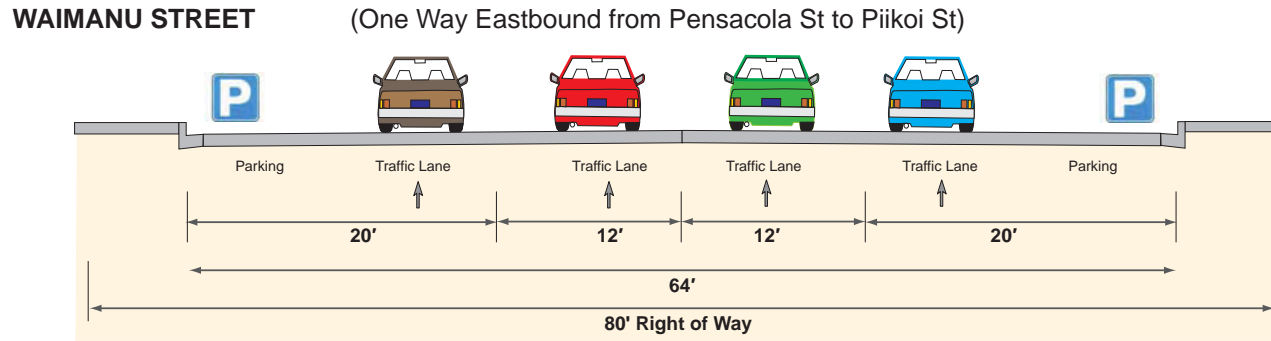 WAIMANU STREET (One Way Eastbound from Pensacola St to Piikoi St)
P P
Parking Traffic Lane Traffic Lane Traffic Lane Traffic Lane Parking
20′ 12′ 12′ 20′
64′
80' Right of Way